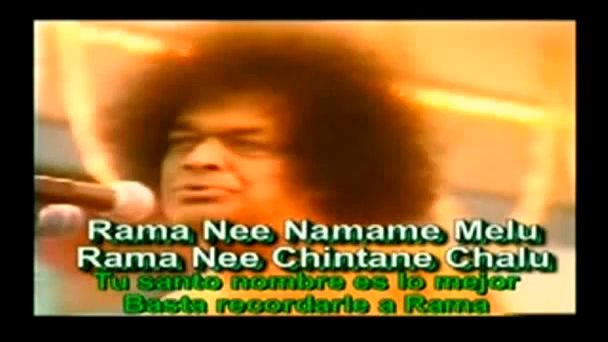 Rama Nee Namame Melu
Rama Nee Chintane Chalu
Tu santo nombre es lo mejor
Basta recordarle a Rama